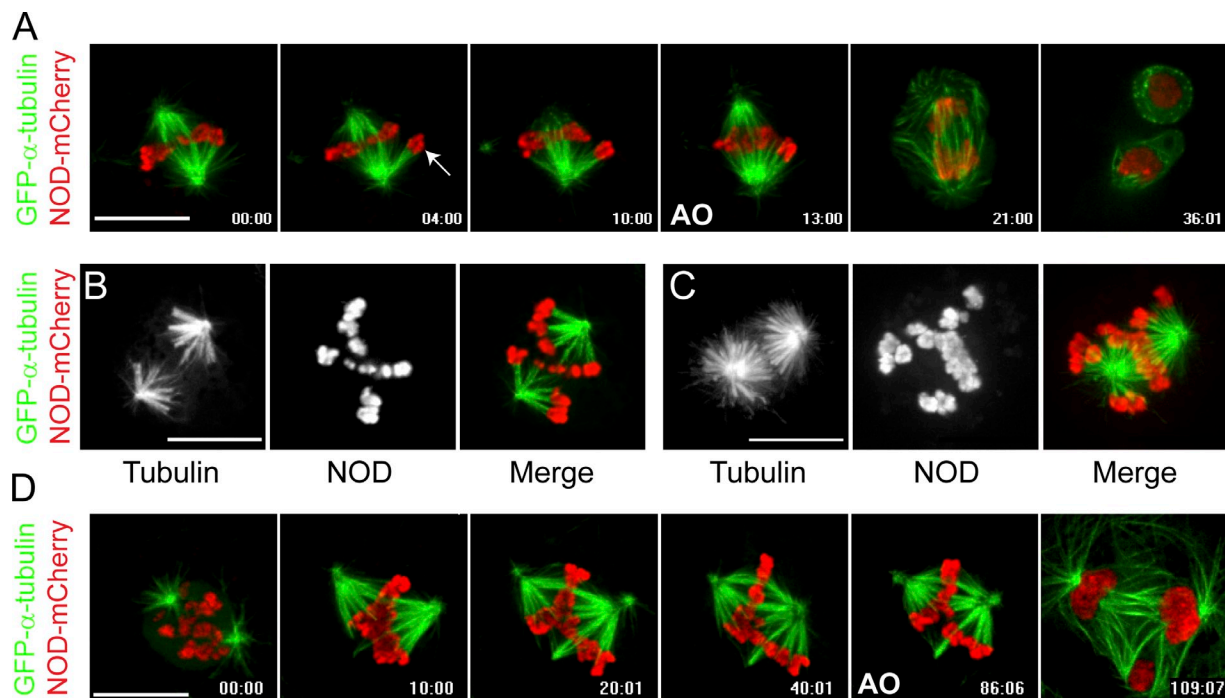 A
GFP-α-tubulin
NOD-mCherry
00:00
04:00
10:00
AO
13:00
21:00
36:01
GFP-α-tubulin
NOD-mCherry
B
C
Tubulin
NOD
Merge
Tubulin
NOD
Merge
D
GFP-α-tubulin
NOD-mCherry
00:00
10:00
20:01
40:01
AO
86:06
109:07